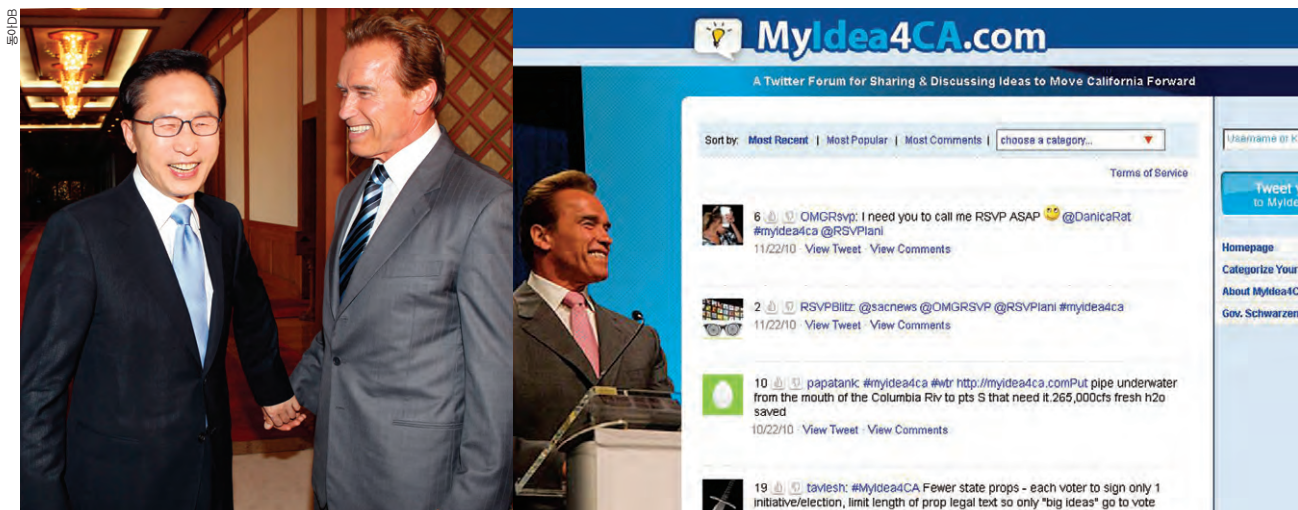 동아DB
MyIdea4CA.com
A Twitter Forum for Sharing & Discussing Ideas to Move California Forward
Sort by: Most Recent | Most Popular | Most Comments | choose a category...
Username or K
Terms of Service
Tweet
to MyIde
6 OMGRsvp: I need you to call me RSVP ASAP @DanicaRat
#myidea4ca @RSVPlani
11/22/10 · View Tweet · View Comments
Homepage
Categorize Your
About MyIdea4C
Gov. Schwarzen
2 RSVPBlitz: @sacnews @OMGRSVP @RSVPlani #myidea4ca
11/22/10 · View Tweet · View Comments
10 papatank: #myidea4ca #wtr http://myidea4ca.comPut pipe underwater
from the mouth of the Columbia Riv to pts S that need it.265,000cfs fresh h2o
saved
10/22/10 · View Tweet · View Comments
19 tavlesh: #MyIdea4CA Fewer state props - each voter to sign only 1
initiative/election, limit length of prop legal text so only "big ideas" go to vote